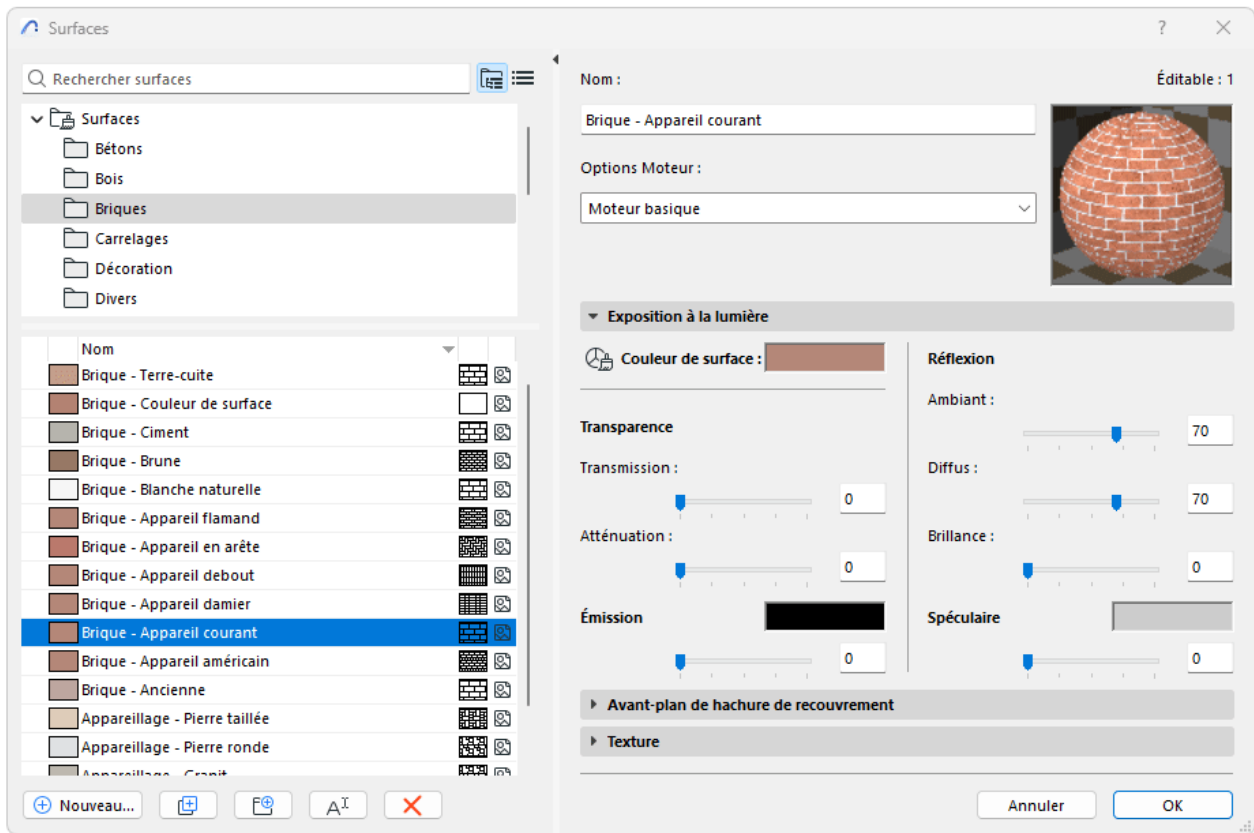 Surfaces
?
Rechercher surfaces
Surfaces
Bétons
Bois
Briques
Carrelages
Décoration
Divers
Nom
Brique - Terre-cuite
Brique - Couleur de surface
Brique - Ciment
Brique - Brune
Brique - Blanche naturelle
Brique - Appareil flamand
Brique - Appareil en arête
Brique - Appareil debout
Brique - Appareil damier
Brique - Appareil courant
Brique - Appareil américain
Brique - Ancienne
Appareillage - Pierre taillée
Appareillage - Pierre ronde
Appareillage - Granit
Nouveau...
Nom :
Éditable : 1
Brique - Appareil courant
Options Moteur :
Moteur basique
Exposition à la lumière
Couleur de surface :
Transparence
Transmission :
0
Atténuation :
0
Émission
0
Réflexion
Ambiant :
70
Diffus :
70
Brillance :
0
Spéculaire
0
Avant-plan de hachure de recouvrement
Texture
Annuler
OK